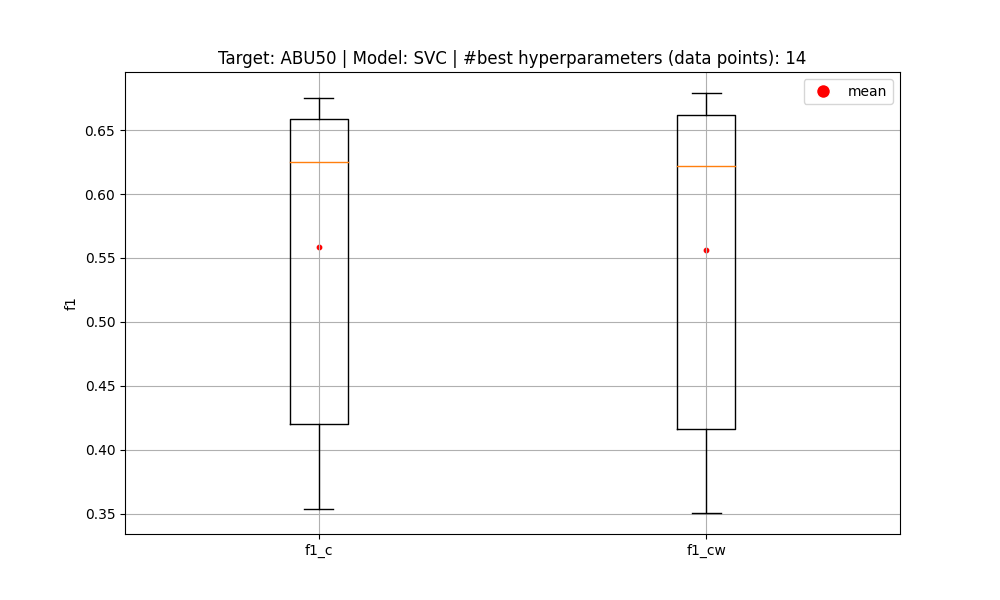 Target: ABU50 | Model: SVC | #best hyperparameters (data points): 14
mean
0.65
0.60
0.55
0.50
0.45
0.40
0.35
f1
f1_c
f1_cw